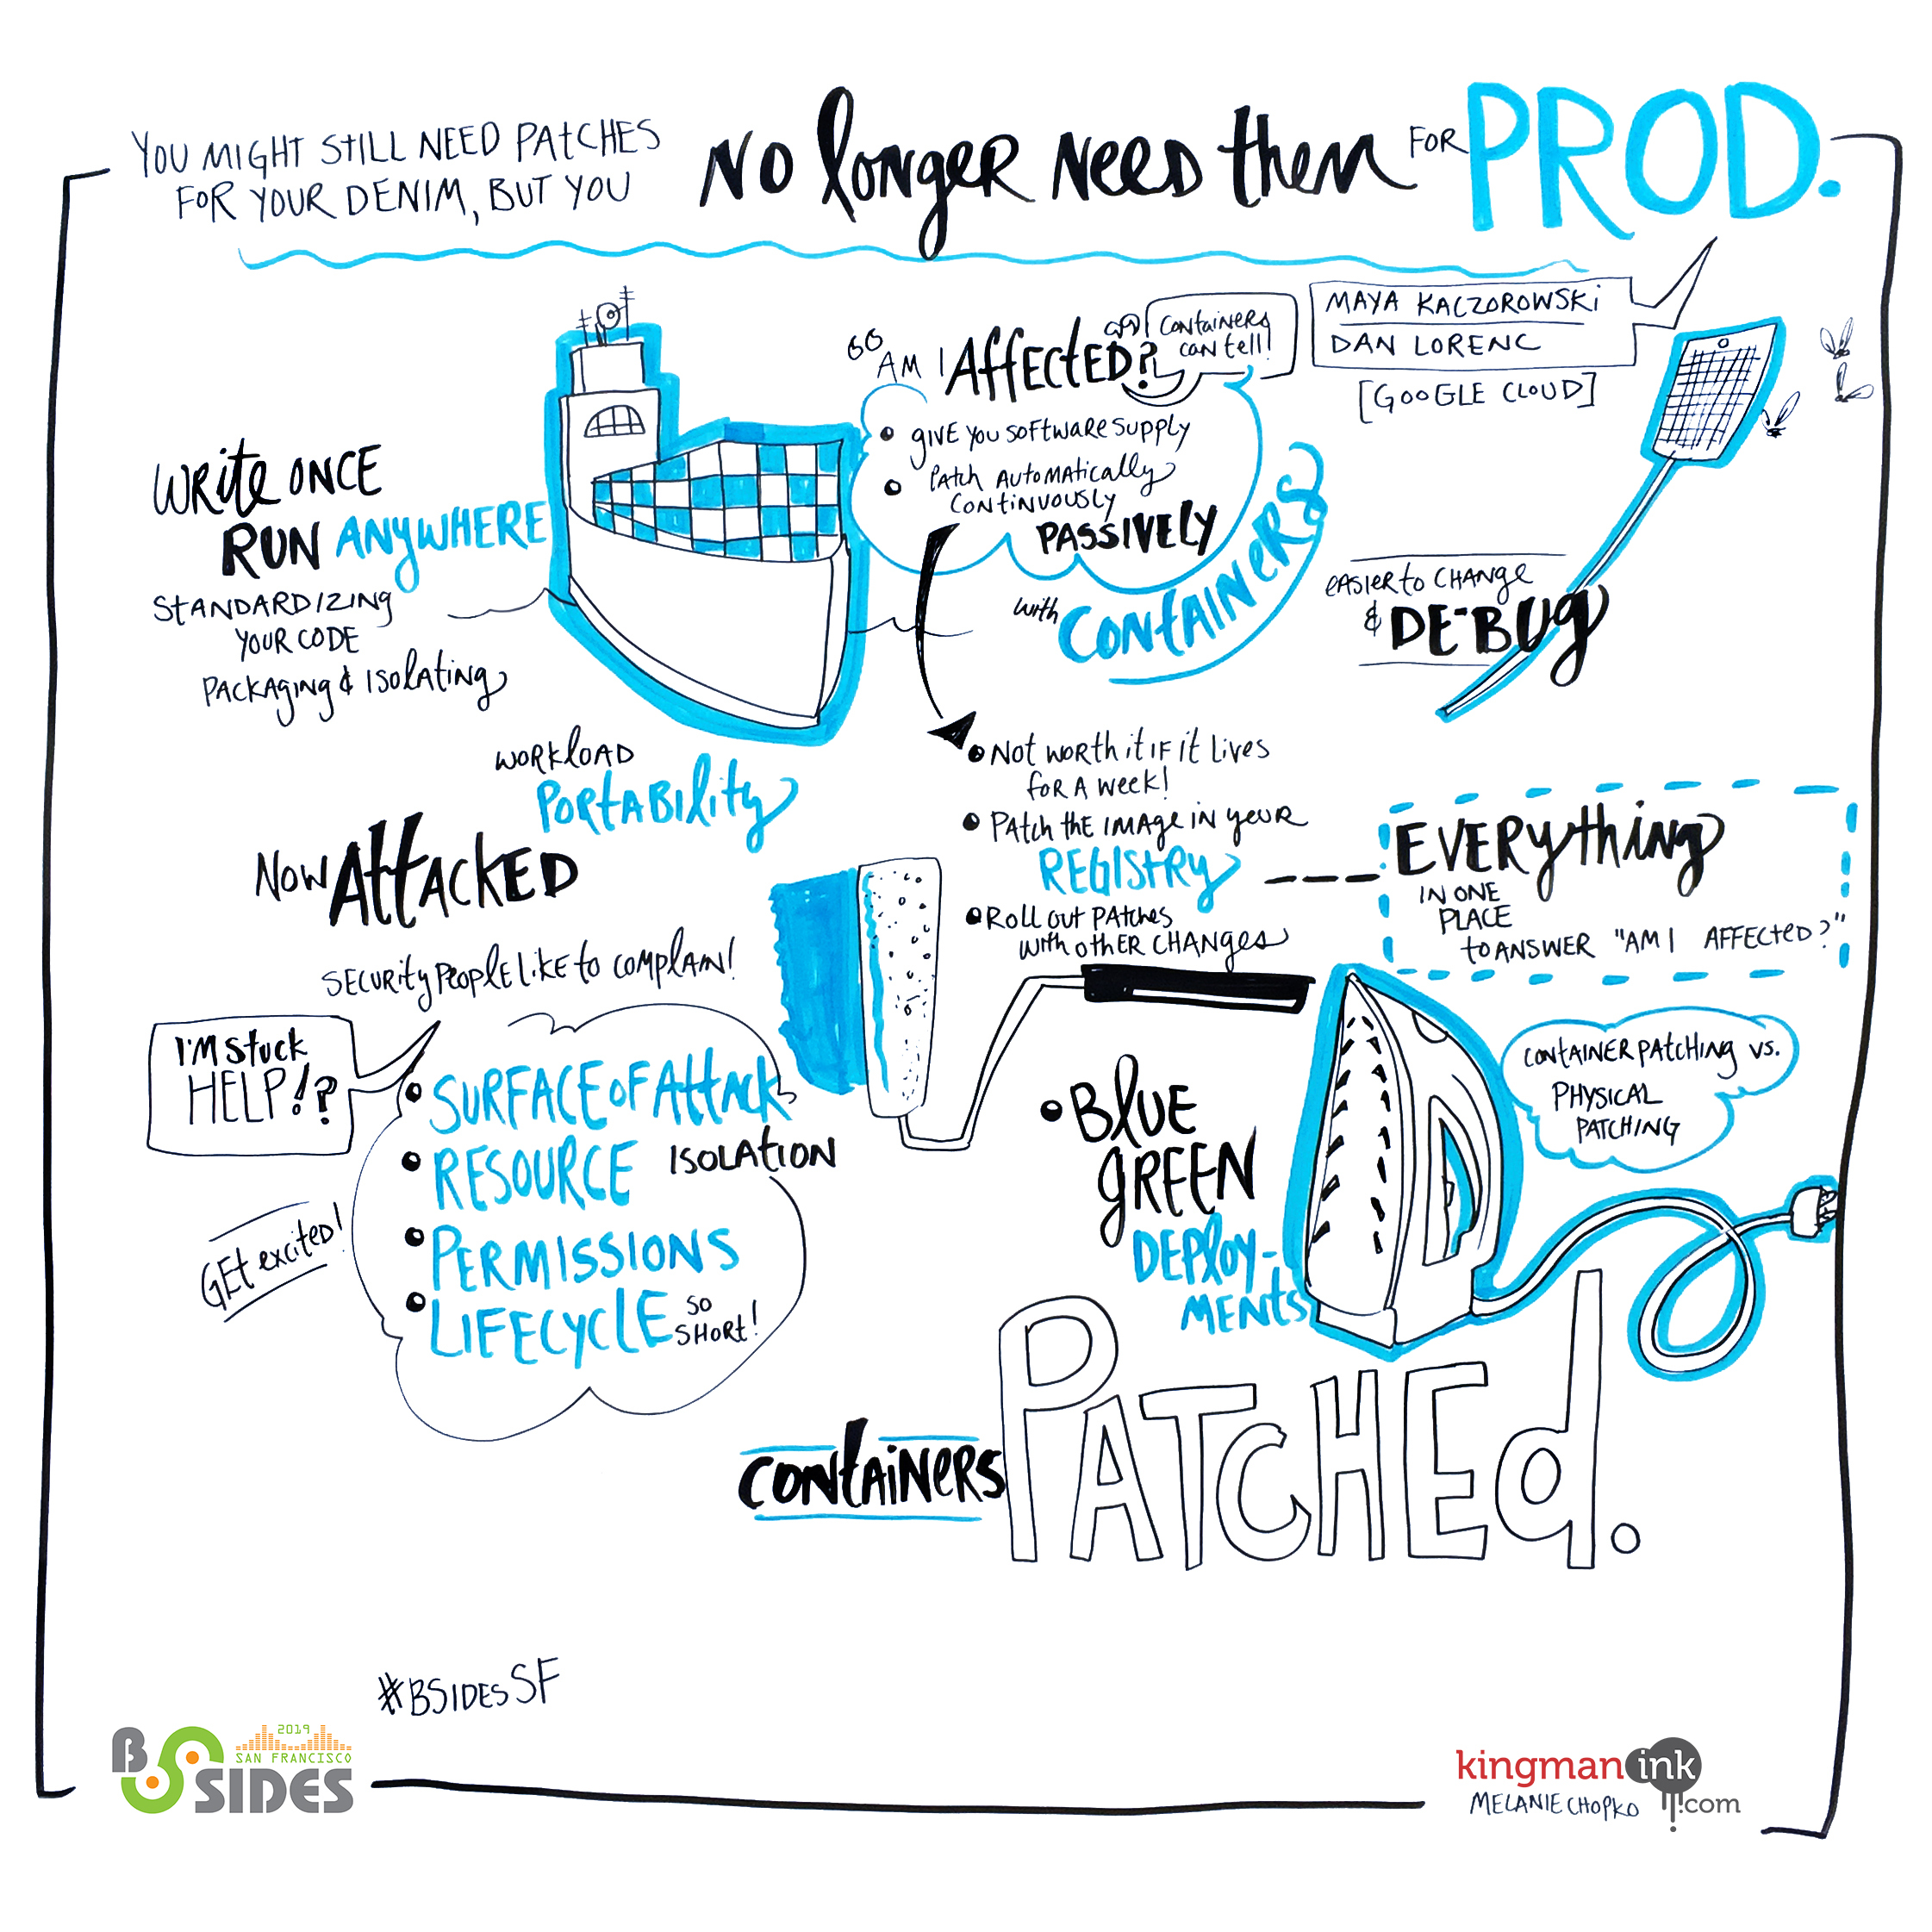 YOU MIGHT STILL NEED PATCHES
FOR YOUR DENIM, BUT YOU
NO longer NEED them FOR PROD.
MAYA KACZOROWSKI
DAN LORENC
[GOOGLE CLOUD]
WRite ONCE
RUN ANYWHERE
STANDARDIZING
YOUR CODE
PACKAGING & ISOLATING
WORKLOAD
PORTABILITY
AM I AFFECTED?
CONTAINERS
CAN tell!
GIVE YOU SOFTWARE SUPPLY
PATCH AUTOMATICALLY
CONTINUOUSLY
PASSIVELY
with CONTAINERS
EASIER to CHANGE
& DE-BUG
• NOT WORTH IT IF IT LIVES
FOR A WEEK!
• PATCH THE IMAGE IN YOUR
REGISTRY
• ROLL OUT PATCHES
WITH OTHER CHANGES
EVERYTHING
IN ONE
PLACE
to ANSWER "AM I AFFECTED?"
NOW ATTACKED
SECURITY PEOPLE LIKE TO COMPLAIN!
I'M STUCK
HELP!?
• SURFACE OF ATTACK
• RESOURCE ISOLATION
• PERMISSIONS
• LIFECYCLE SO
SHORT!
GET excited!
• BLUE
GREEN
DEPLOY-
MENTS
CONTAINER PATCHING VS.
PHYSICAL
PATCHING
CONTAINERS PATCHEd.
#BSIDESSF
2019
SAN FRANCISCO
BSIDES
kingman ink
.com
MELANIE CHOPKO